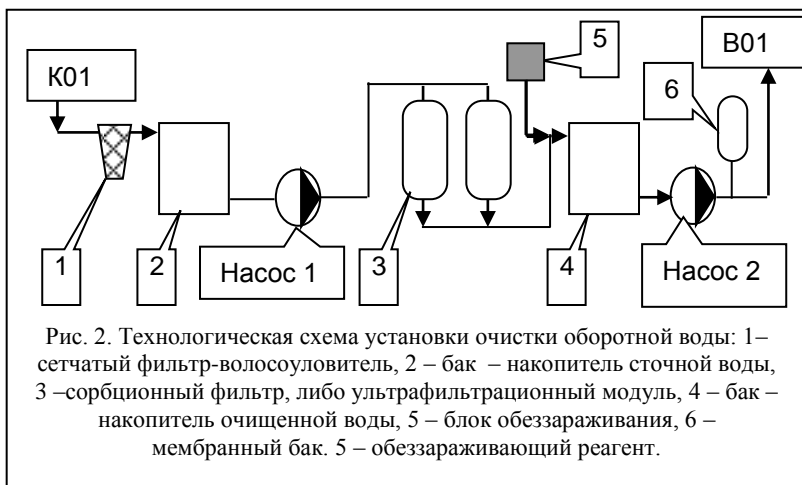 К01
5
В01
6
1
2
Насос 1
3
4
Насос 2
Рис. 2. Технологическая схема установки очистки оборотной воды: 1–
сетчатый фильтр-волосоуловитель, 2 – бак – накопитель сточной воды,
3 –сорбционный фильтр, либо ультрафильтрационный модуль, 4 – бак –
накопитель очищенной воды, 5 – блок обеззараживания, 6 –
мембранный бак. 5 – обеззараживающий реагент.